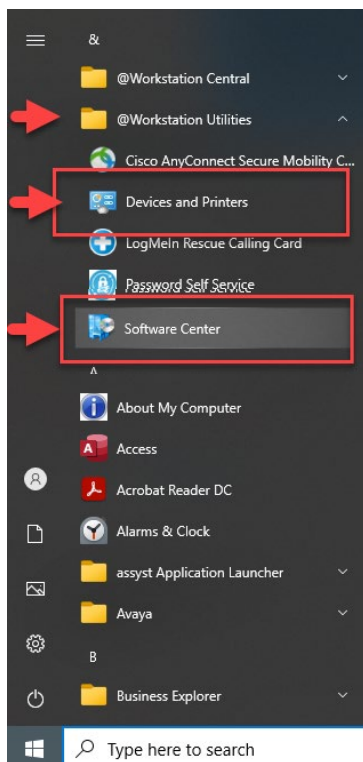 &
@Workstation Central
@Workstation Utilities
Cisco AnyConnect Secure Mobility C...
Devices and Printers
LogMeIn Rescue Calling Card
Password Self Service
Software Center
A
About My Computer
Access
Acrobat Reader DC
Alarms & Clock
assyst Application Launcher
Avaya
B
Business Explorer
Type here to search